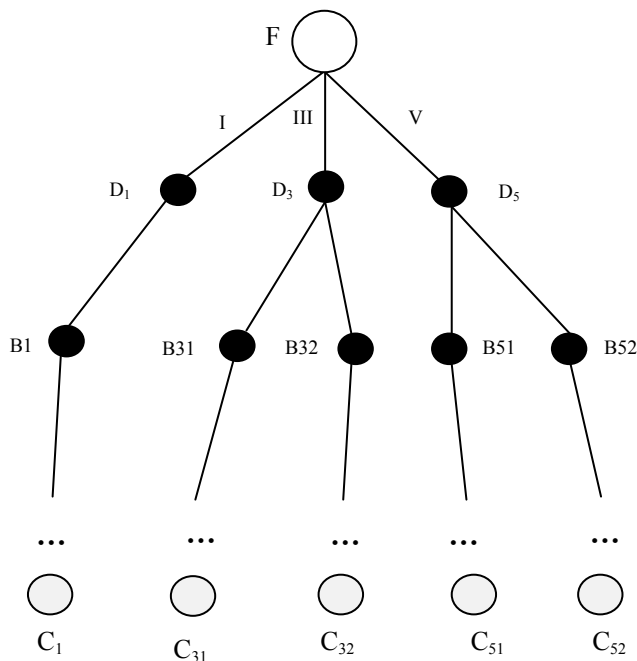 F
I III V
D₁ D₃ D₅
B1 B31 B32 B51 B52
... ... ... ... ...
C₁ C₃₁ C₃₂ C₅₁ C₅₂